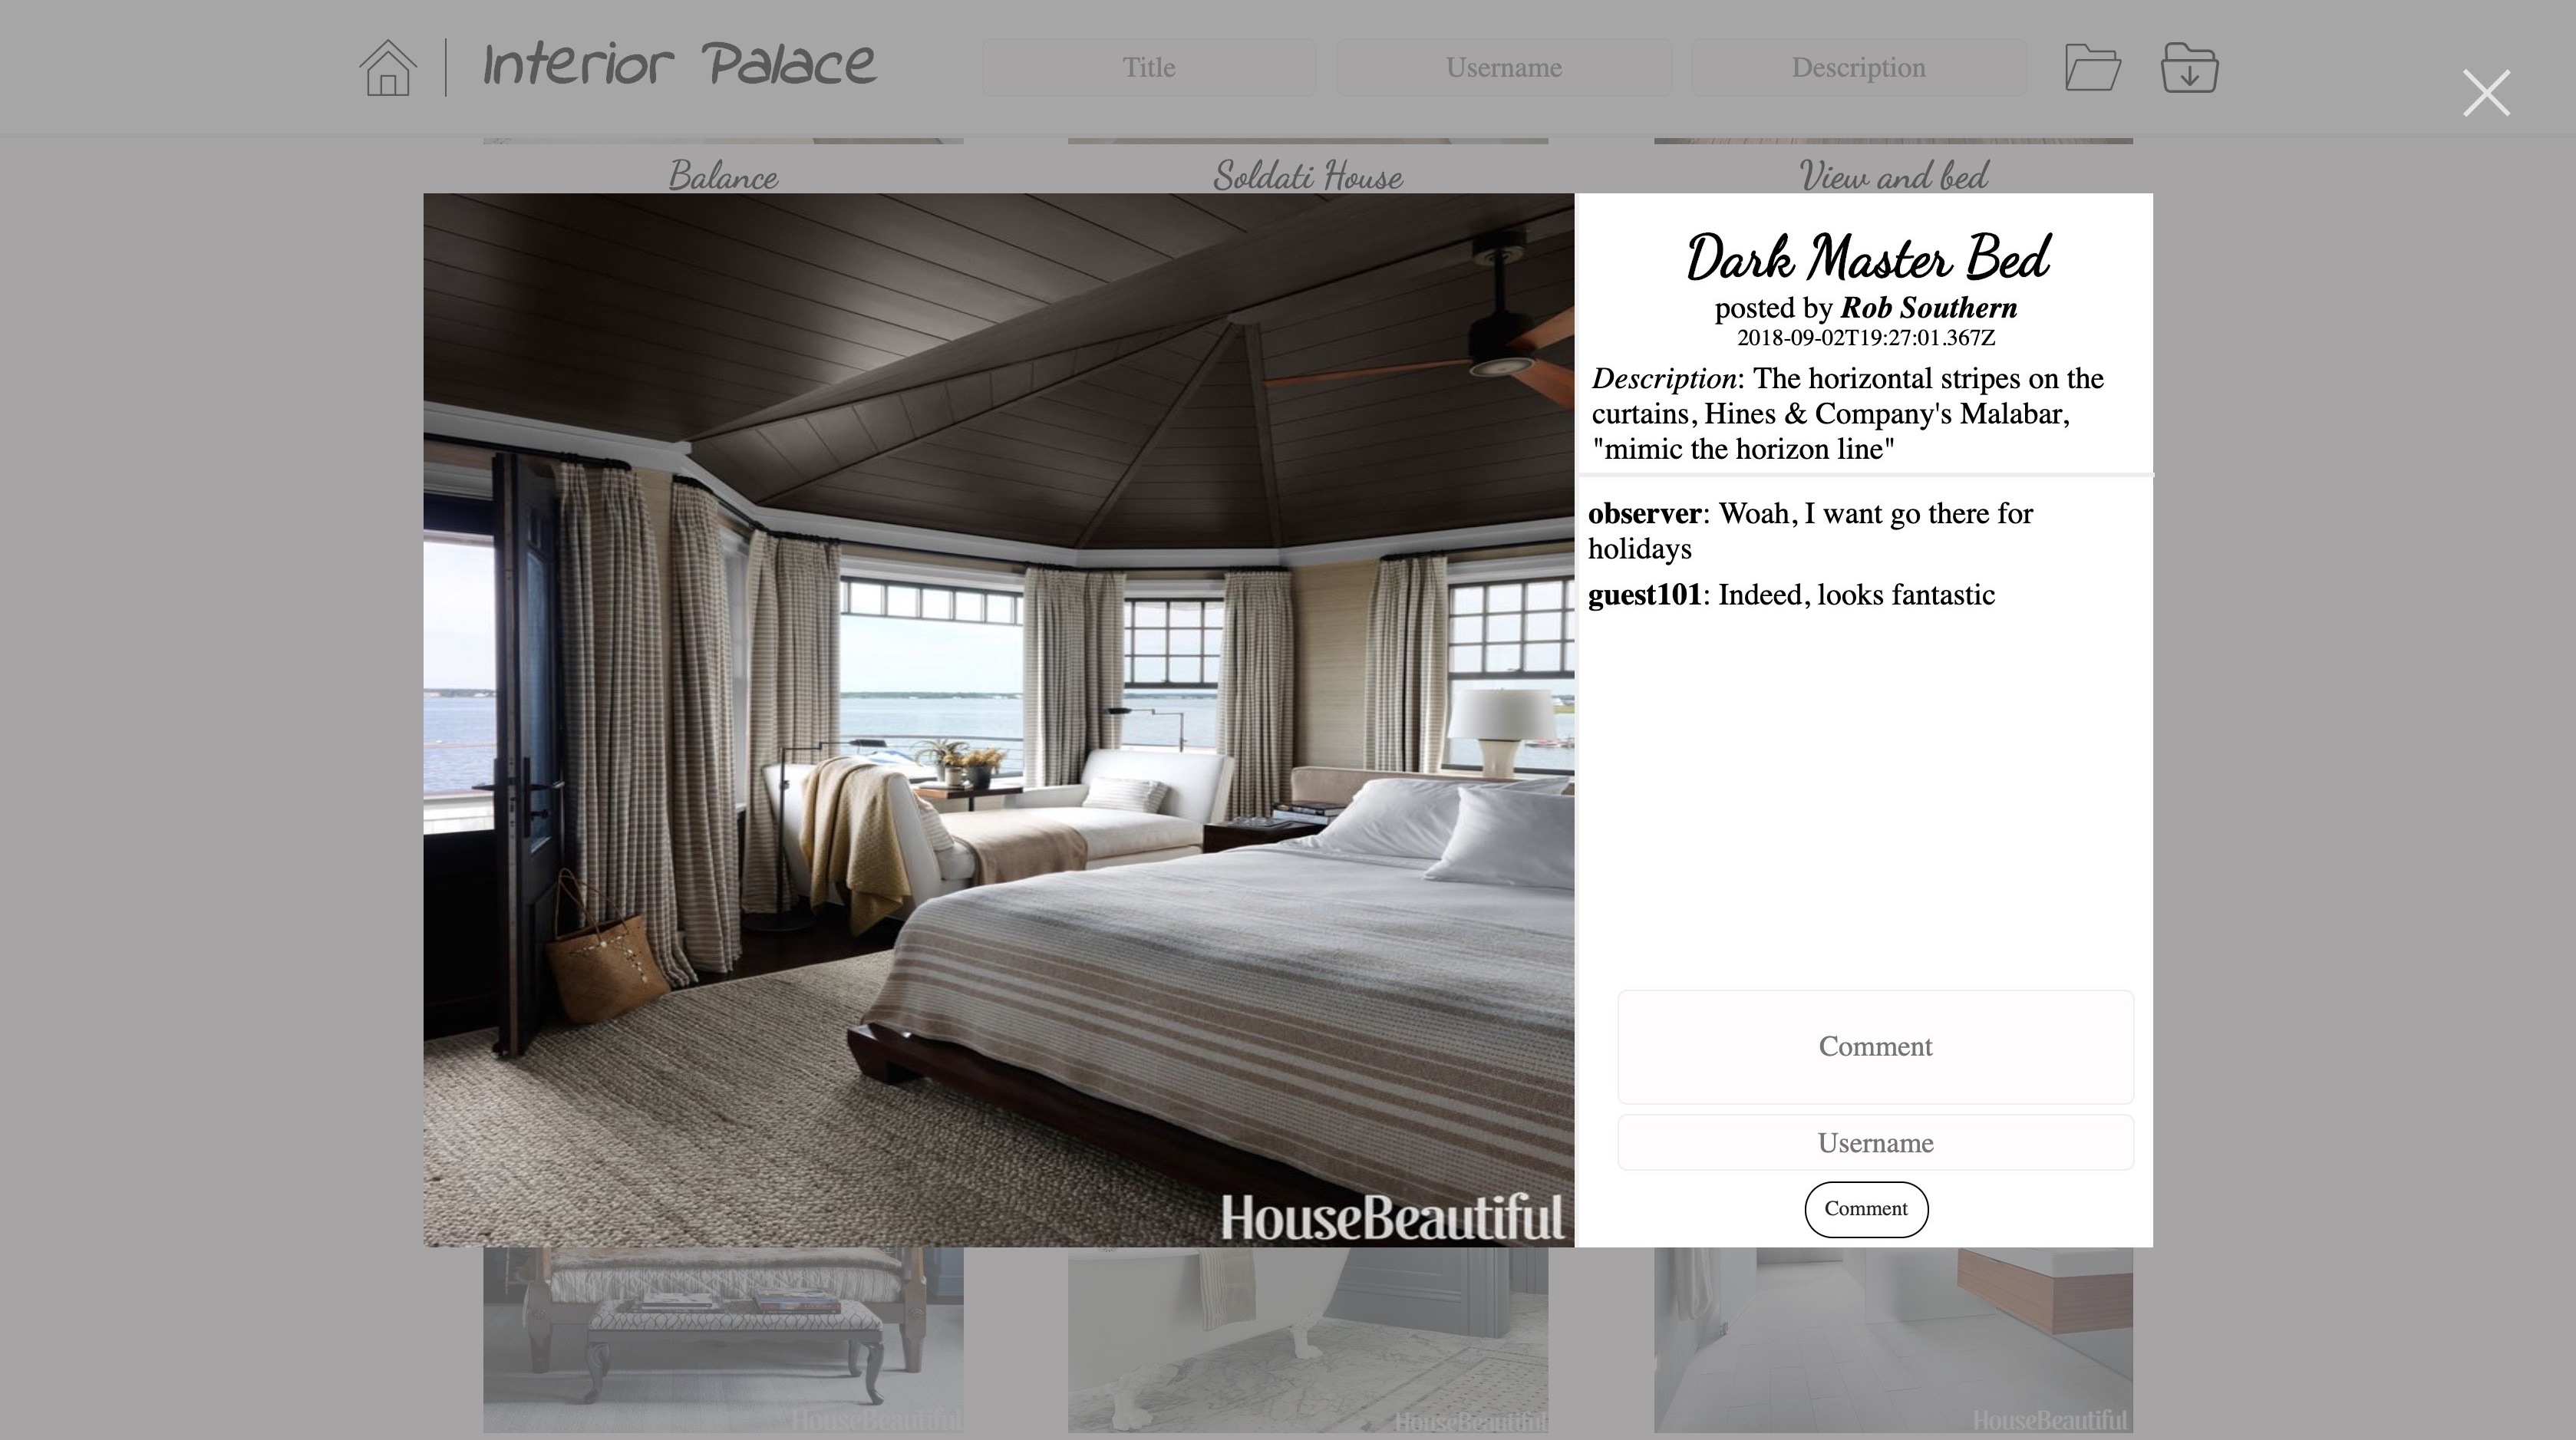 Interior Palace
Title
Username
Description
Balance
Soldati House
View and bed
Dark Master Bed
posted by Rob Southern
2018-09-02T19:27:01.367Z
Description: The horizontal stripes on the
curtains, Hines & Company's Malabar,
"mimic the horizon line"
observer: Woah, I want go there for
holidays
guest101: Indeed, looks fantastic
Comment
Username
Comment
HouseBeautiful
HouseBeautiful
HouseBeautiful
HouseBeautiful